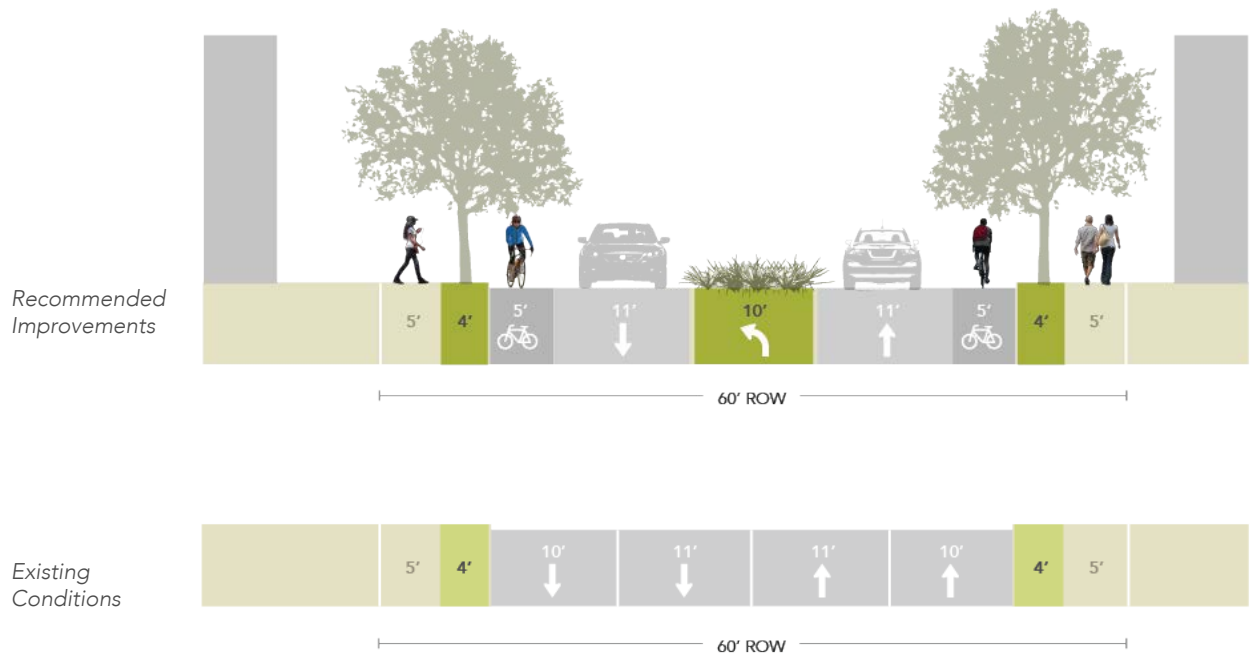 Recommended
Improvements
5' 4' 5' 11' 10' 11' 5' 4' 5'
60' ROW
Existing
Conditions
5' 4' 10' 11' 11' 10' 4' 5'
60' ROW